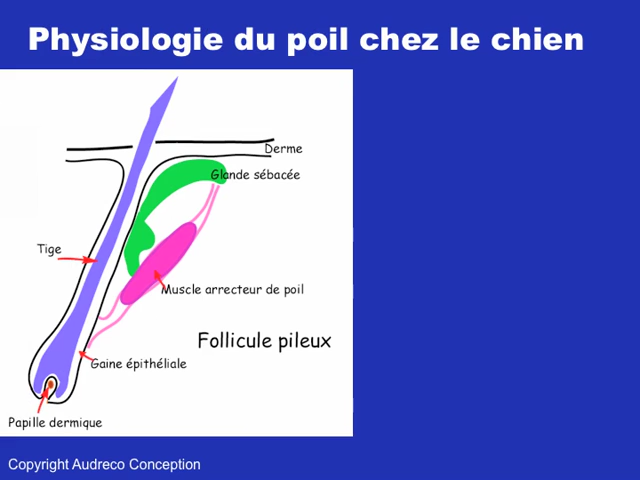 Physiologie du poil chez le chien
Derme
Glande sébacée
Tige
Muscle arrecteur de poil
Follicule pileux
Gaine épithéliale
Papille dermique
Copyright Audreco Conception